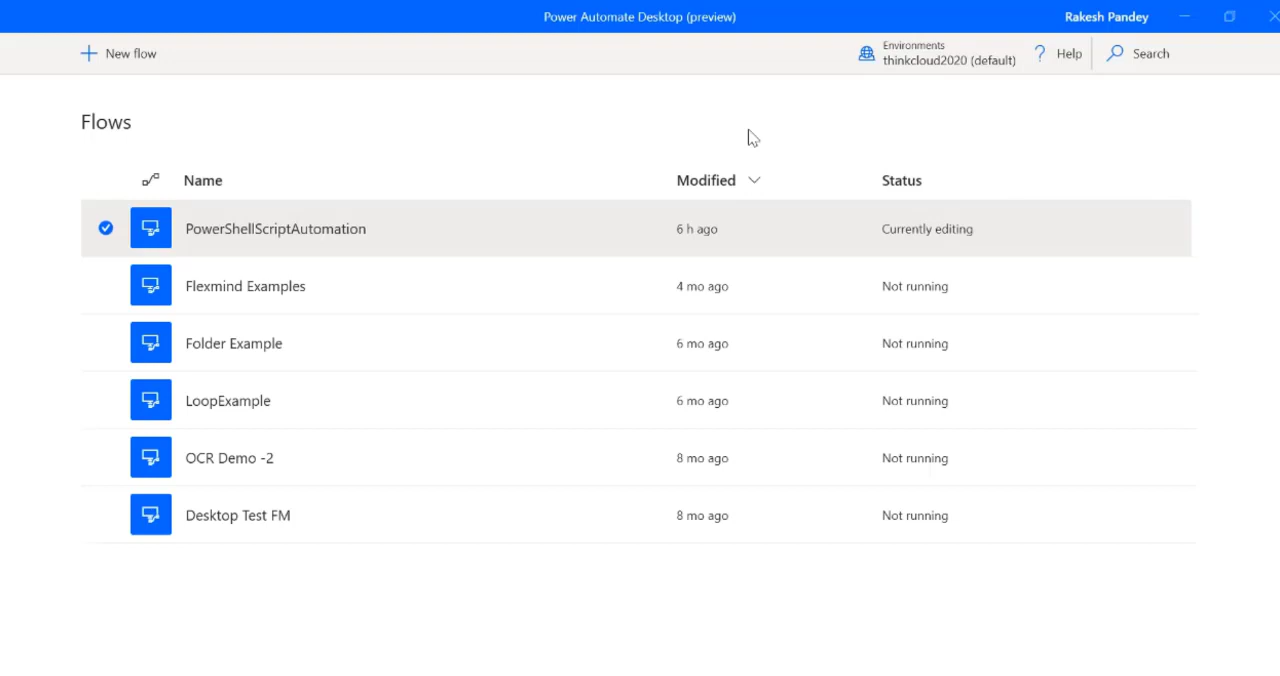 Power Automate Desktop (preview)
Rakesh Pandey
New flow
Environments
thinkcloud2020 (default)
? Help
Search
Flows
Name Modified Status
PowerShellScriptAutomation 6 h ago Currently editing
Flexmind Examples 4 mo ago Not running
Folder Example 6 mo ago Not running
LoopExample 6 mo ago Not running
OCR Demo -2 8 mo ago Not running
Desktop Test FM 8 mo ago Not running